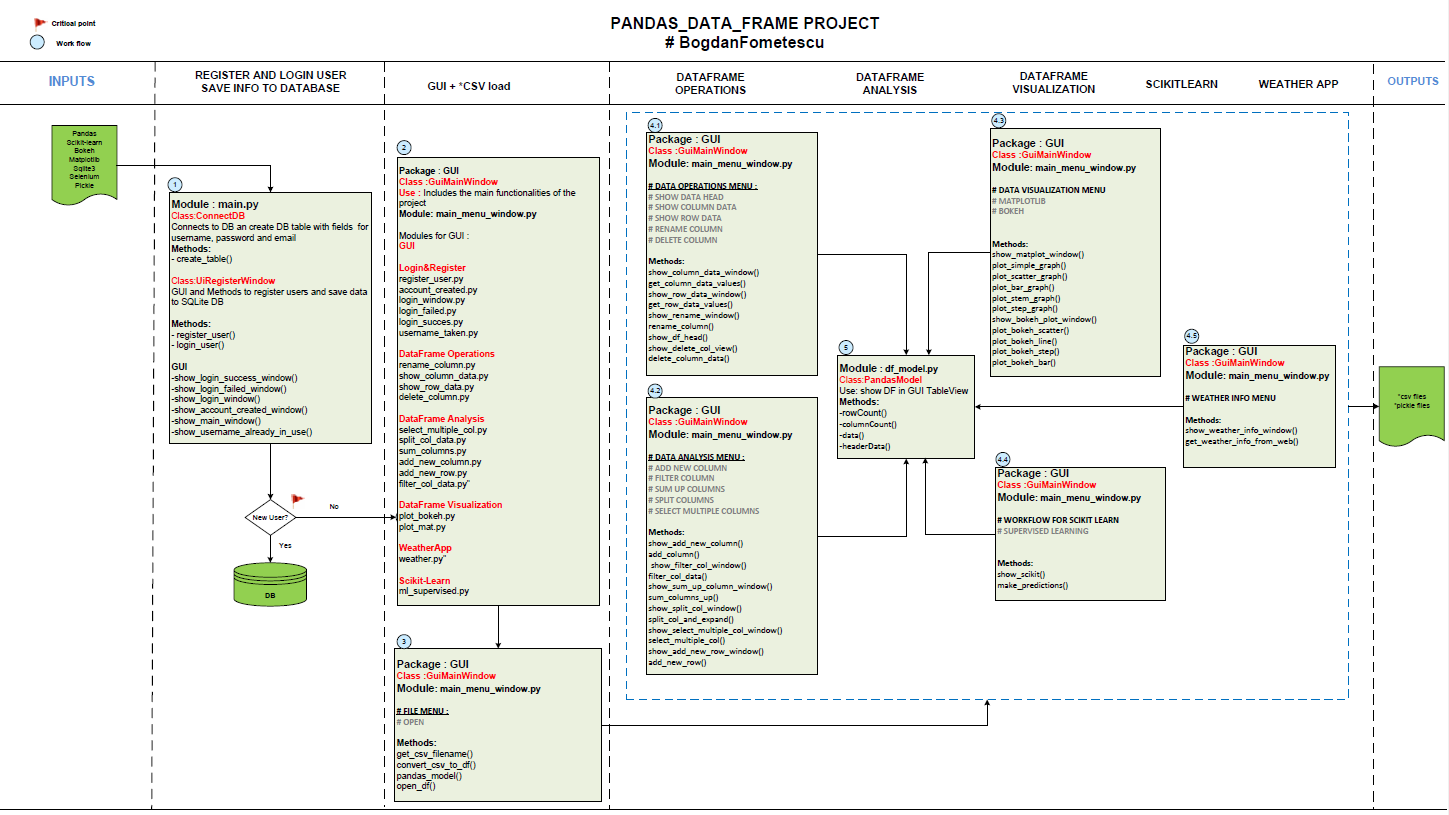 Critical point
Work flow
PANDAS_DATA_FRAME PROJECT
# BogdanFometescu
INPUTS
REGISTER AND LOGIN USER
SAVE INFO TO DATABASE
GUI + *CSV load
DATAFRAME
OPERATIONS
DATAFRAME
ANALYSIS
DATAFRAME
VISUALIZATION
SCIKITLEARN
WEATHER APP
OUTPUTS
Pandas
Scikit-learn
Bokeh
Matplotlib
Sqlite3
Selenium
Pickle
1
Module : main.py
Class:ConnectDB
Connects to DB an create DB table with fields for
username, password and email
Methods:
- create_table()
Class:UiRegisterWindow
GUI and Methods to register users and save data
to SQLite DB
Methods:
- register_user()
- login_user()
GUI
-show_login_success_window()
-show_login_failed_window()
-show_login_window()
-show_account_created_window()
-show_main_window()
-show_username_already_in_use()
New User?
No
Yes
DB
2
Package : GUI
Class :GuiMainWindow
Use : Includes the main functionalities of the
project
Module: main_menu_window.py
Modules for GUI :
GUI
Login&Register
register_user.py
account_created.py
login_window.py
login_failed.py
login_succes.py
username_taken.py
DataFrame Operations
rename_column.py
show_column_data.py
show_row_data.py
delete_column.py
DataFrame Analysis
select_multiple_col.py
split_col_data.py
sum_columns.py
add_new_column.py
add_new_row.py
filter_col_data.py"
DataFrame Visualization
plot_bokeh.py
plot_mat.py
WeatherApp
weather.py"
Scikit-Learn
ml_supervised.py
3
Package : GUI
Class :GuiMainWindow
Module: main_menu_window.py
# FILE MENU :
# OPEN
Methods:
get_csv_filename()
convert_csv_to_df()
pandas_model()
open_df()
4.1
Package : GUI
Class :GuiMainWindow
Module: main_menu_window.py
# DATA OPERATIONS MENU :
# SHOW DATA HEAD
# SHOW COLUMN DATA
# SHOW ROW DATA
# RENAME COLUMN
# DELETE COLUMN
Methods:
show_column_data_window()
get_column_data_values()
show_row_data_window()
get_row_data_values()
show_rename_window()
rename_column()
show_df_head()
show_delete_col_view()
delete_column_data()
4.2
Package : GUI
Class :GuiMainWindow
Module: main_menu_window.py
# DATA ANALYSIS MENU :
# ADD NEW COLUMN
# FILTER COLUMN
# SUM UP COLUMNS
# SPLIT COLUMNS
# SELECT MULTIPLE COLUMNS
Methods:
show_add_new_column()
add_column()
show_filter_col_window()
filter_col_data()
show_sum_up_column_window()
sum_columns_up()
show_split_col_window()
split_col_and_expand()
show_select_multiple_col_window()
select_multiple_col()
show_add_new_row_window()
add_new_row()
5
Module : df_model.py
Class:PandasModel
Use: show DF in GUI TableView
Methods:
-rowCount()
-columnCount()
-data()
-headerData()
4.3
Package : GUI
Class :GuiMainWindow
Module: main_menu_window.py
# DATA VISUALIZATION MENU
# MATPLOTLIB
# BOKEH
Methods:
show_matplot_window()
plot_simple_graph()
plot_scatter_graph()
plot_bar_graph()
plot_stem_graph()
plot_step_graph()
show_bokeh_plot_window()
plot_bokeh_scatter()
plot_bokeh_line()
plot_bokeh_step()
plot_bokeh_bar()
4.4
Package : GUI
Class :GuiMainWindow
Module: main_menu_window.py
# WORKFLOW FOR SCIKIT LEARN
# SUPERVISED LEARNING
Methods:
show_scikit()
make_predictions()
4.5
Package : GUI
Class :GuiMainWindow
Module: main_menu_window.py
# WEATHER INFO MENU
Methods:
show_weather_info_window()
get_weather_info_from_web()
*csv files
*pickle files